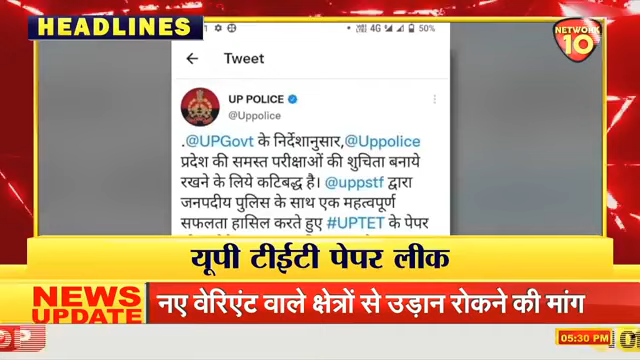 HEADLINES
NETWORK
10
4G
50%
Tweet
UP POLICE
@Uppolice
.@UPGovt के निर्देशानुसार,@Uppolice
प्रदेश की समस्त परीक्षाओं की शुचिता बनाये
रखने के लिये कटिबद्ध है। @uppstf द्वारा
जनपदीय पुलिस के साथ एक महत्वपूर्ण
सफलता हासिल करते हुए #UPTET के पेपर
यूपी टीईटी पेपर लीक
NEWS
UPDATE
नए वेरिएंट वाले क्षेत्रों से उड़ान रोकने की मांग
05:30 PM